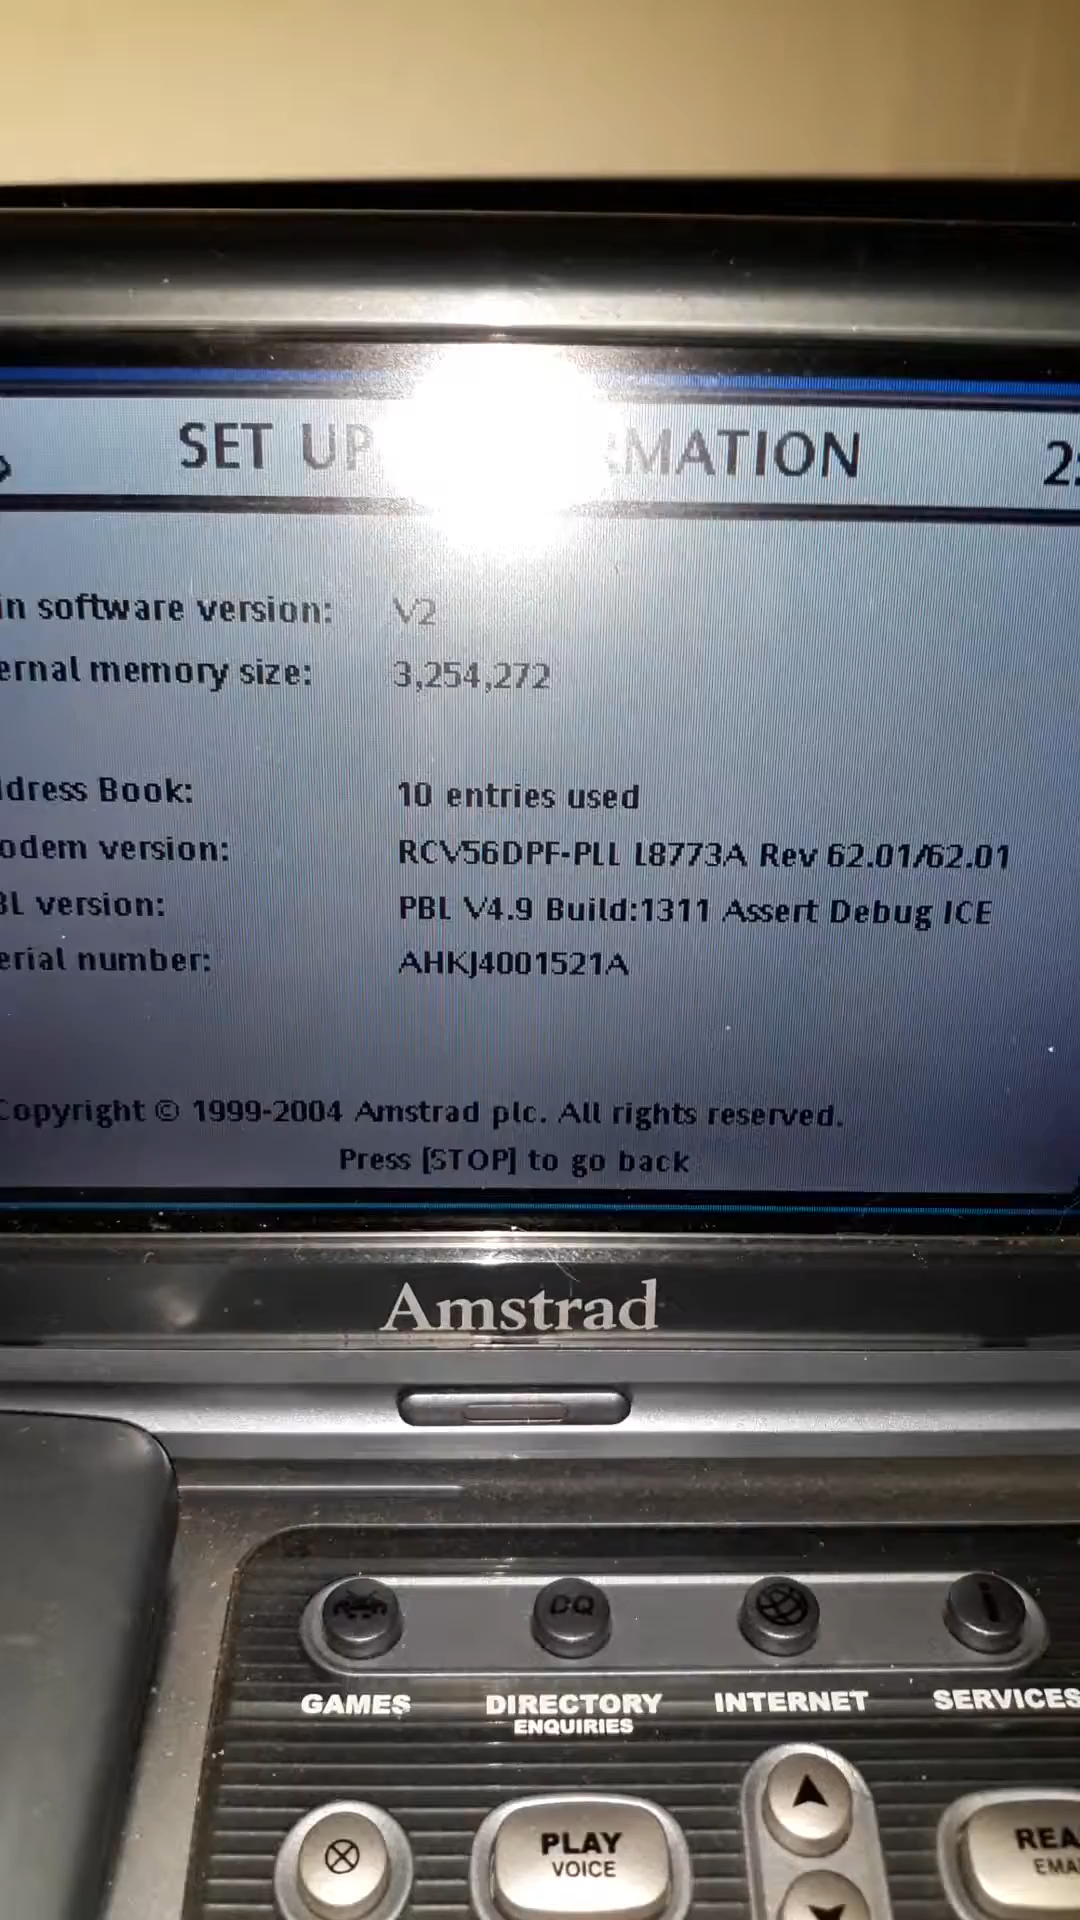 SET UP MATION 2:
in software version: V2
ernal memory size: 3,254,272
dress Book: 10 entries used
odem version: RCV56DPF-PLL L8773A Rev 62.01/62.01
BL version: PBL V4.9 Build:1311 Assert Debug ICE
erial number: AHKJ4001521A
Copyright © 1999-2004 Amstrad plc. All rights reserved.
Press [STOP] to go back
Amstrad
DQ
i
GAMES DIRECTORY INTERNET SERVICES
ENQUIRIES
PLAY REA
VOICE EMA